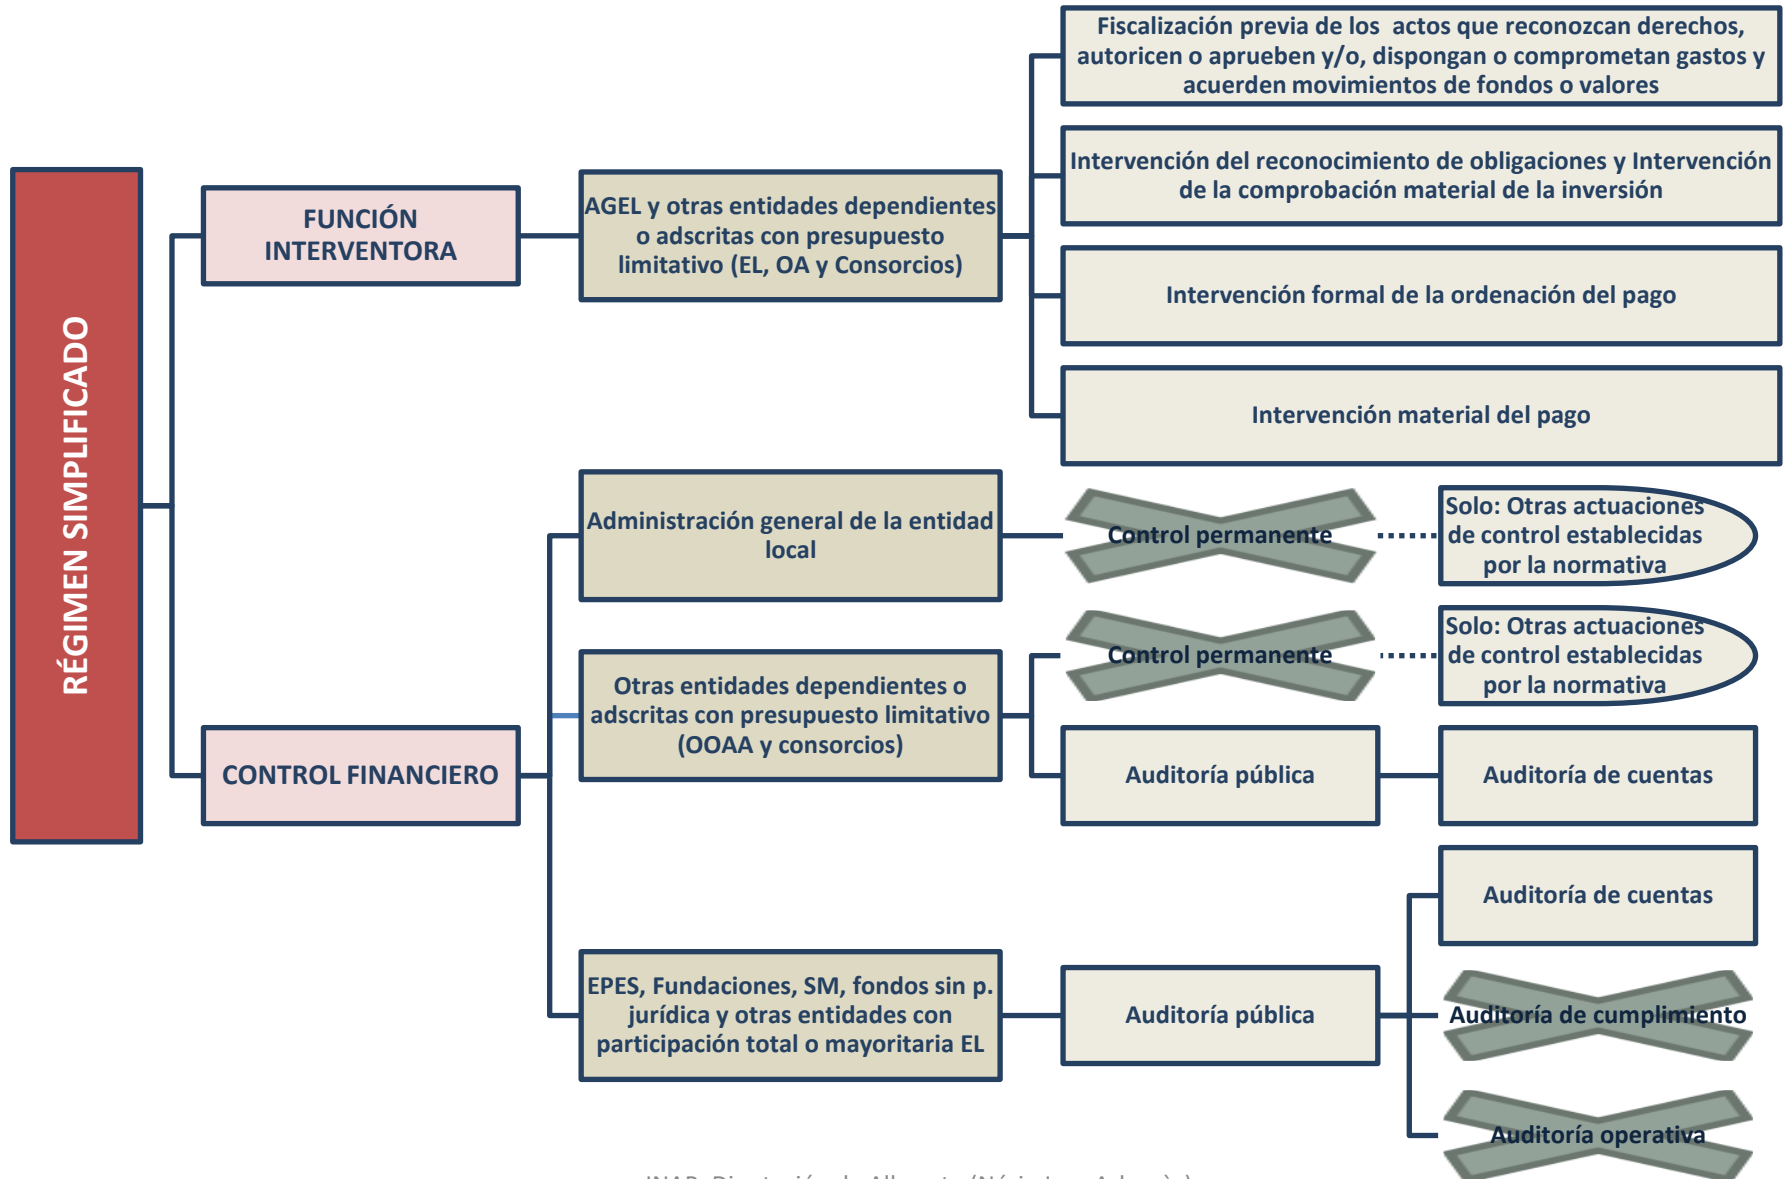 RÉGIMEN SIMPLIFICADO
FUNCIÓN
INTERVENTORA
AGEL y otras entidades dependientes
o adscritas con presupuesto
limitativo (EL, OA y Consorcios)
Fiscalización previa de los actos que reconozcan derechos,
autoricen o aprueben y/o, dispongan o comprometan gastos y
acuerden movimientos de fondos o valores
Intervención del reconocimiento de obligaciones y Intervención
de la comprobación material de la inversión
Intervención formal de la ordenación del pago
Intervención material del pago
CONTROL FINANCIERO
Administración general de la entidad
local
Control permanente
Solo: Otras actuaciones
de control establecidas
por la normativa
Otras entidades dependientes o
adscritas con presupuesto limitativo
(OOAA y consorcios)
Control permanente
Solo: Otras actuaciones
de control establecidas
por la normativa
Auditoría pública
Auditoría de cuentas
EPES, Fundaciones, SM, fondos sin p.
jurídica y otras entidades con
participación total o mayoritaria EL
Auditoría pública
Auditoría de cuentas
Auditoría de cumplimiento
Auditoría operativa